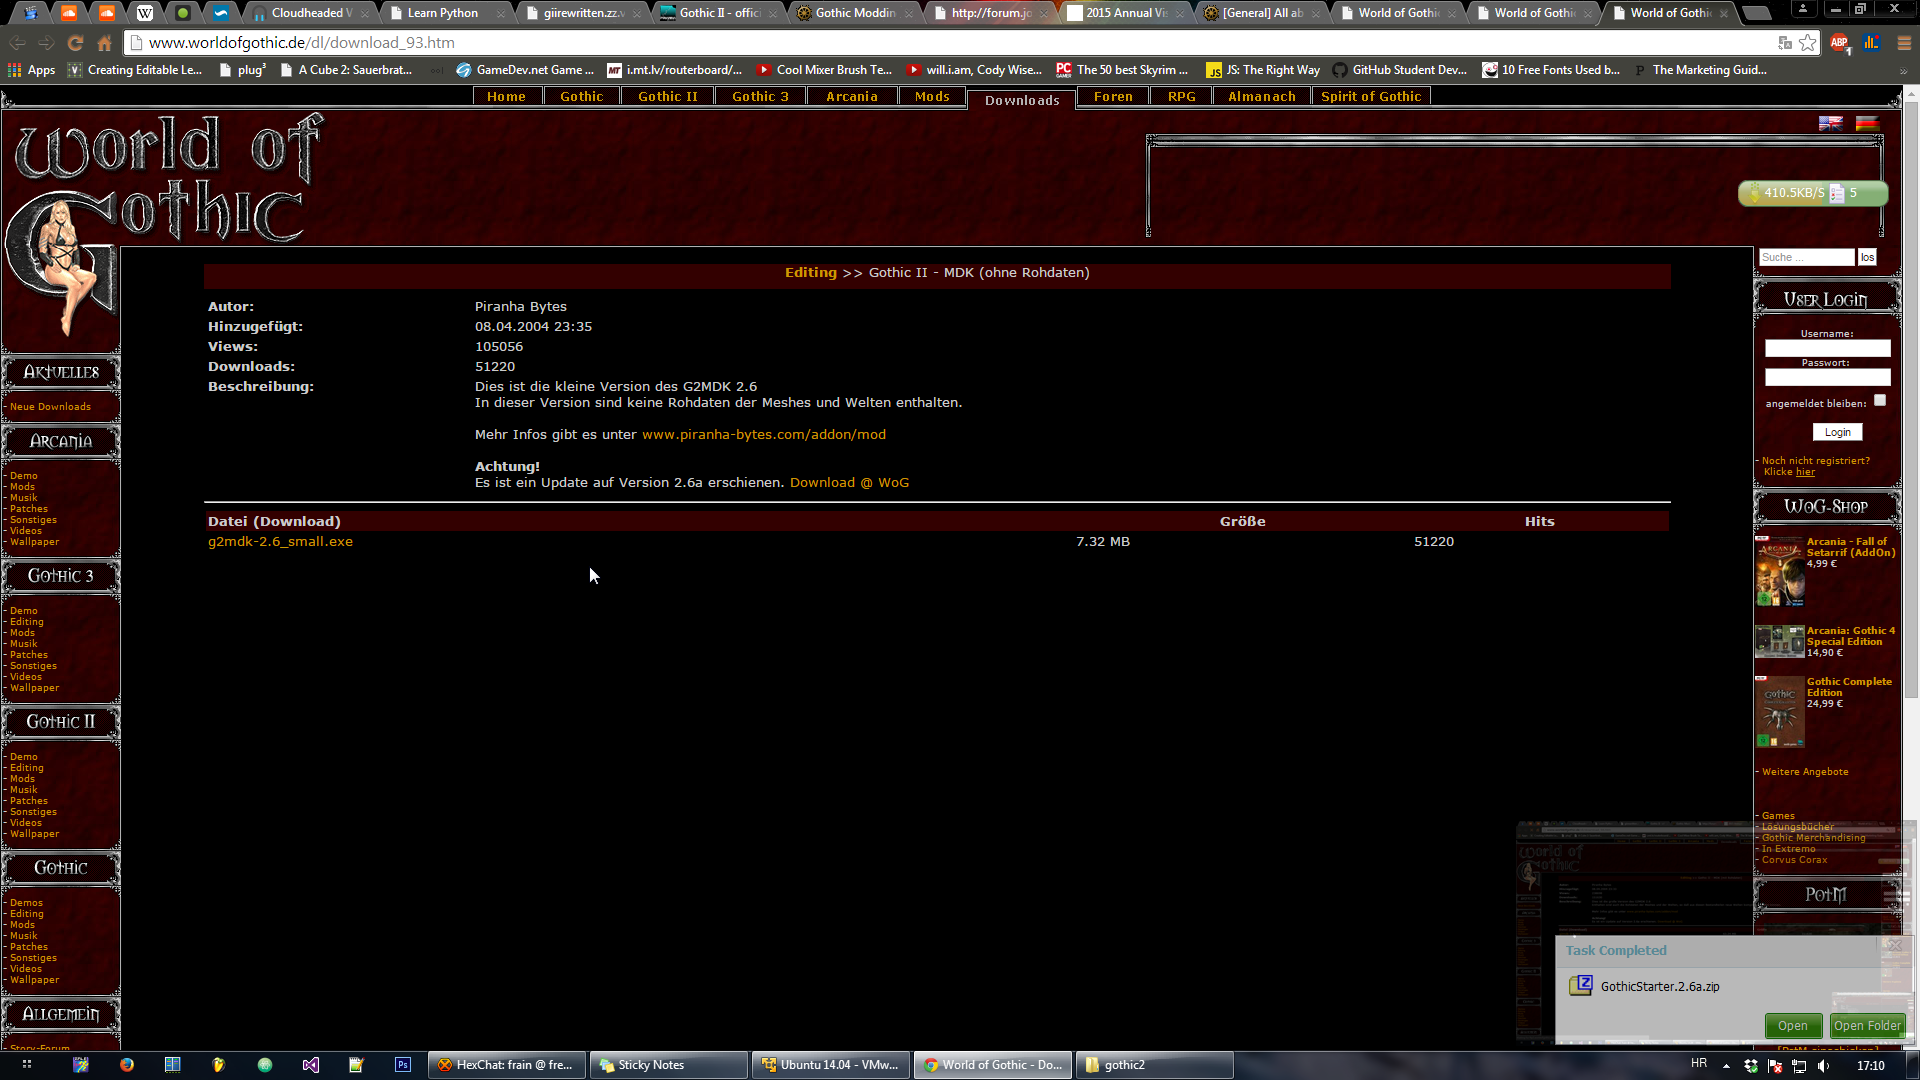 Cloudheaded V
Learn Python
giirewritten.zz.v
Gothic II - offici
Gothic Moddin
http://forum.jo
2015 Annual Vis
[General] All ab
World of Gothic
World of Gothic
World of Gothic
www.worldofgothic.de/dl/download_93.htm
Apps
Creating Editable Le...
plug³
A Cube 2: Sauerbrat...
GameDev.net Game ...
i.mt.lv/routerboard/...
Cool Mixer Brush Te...
will.i.am, Cody Wise...
The 50 best Skyrim ...
JS: The Right Way
GitHub Student Dev...
10 Free Fonts Used b...
The Marketing Guid...
Home
Gothic
Gothic II
Gothic 3
Arcania
Mods
Downloads
Foren
RPG
Almanach
Spirit of Gothic
World of
Gothic
410.5KB/S 5
Suche ... los
Editing >> Gothic II - MDK (ohne Rohdaten)
Autor: Piranha Bytes
Hinzugefügt: 08.04.2004 23:35
Views: 105056
Downloads: 51220
Beschreibung: Dies ist die kleine Version des G2MDK 2.6
In dieser Version sind keine Rohdaten der Meshes und Welten enthalten.
Mehr Infos gibt es unter www.piranha-bytes.com/addon/mod
Achtung!
Es ist ein Update auf Version 2.6a erschienen. Download @ WoG
Datei (Download) Größe Hits
g2mdk-2.6_small.exe 7.32 MB 51220
Aktuelles
- Neue Downloads
Arcania
- Demo
- Mods
- Musik
- Patches
- Sonstiges
- Videos
- Wallpaper
Gothic 3
- Demo
- Editing
- Mods
- Musik
- Patches
- Sonstiges
- Videos
- Wallpaper
Gothic II
- Demo
- Editing
- Mods
- Musik
- Patches
- Sonstiges
- Videos
- Wallpaper
Gothic
- Demos
- Editing
- Mods
- Musik
- Patches
- Sonstiges
- Videos
- Wallpaper
Allgemein
- Story-Forum
User Login
Username:
Passwort:
angemeldet bleiben:
Login
- Noch nicht registriert?
Klicke hier
WoG-Shop
Arcania - Fall of
Setarrif (AddOn)
4,99 €
Arcania: Gothic 4
Special Edition
14,90 €
Gothic Complete
Edition
24,99 €
- Weitere Angebote
- Games
- Lösungsbücher
- Gothic Merchandising
- In Extremo
- Corvus Corax
PotM
Task Completed
GothicStarter.2.6a.zip
Open
Open Folder
HexChat: frain @ fre...
Sticky Notes
Ubuntu 14.04 - VMw...
World of Gothic - Do...
gothic2
HR
17:10